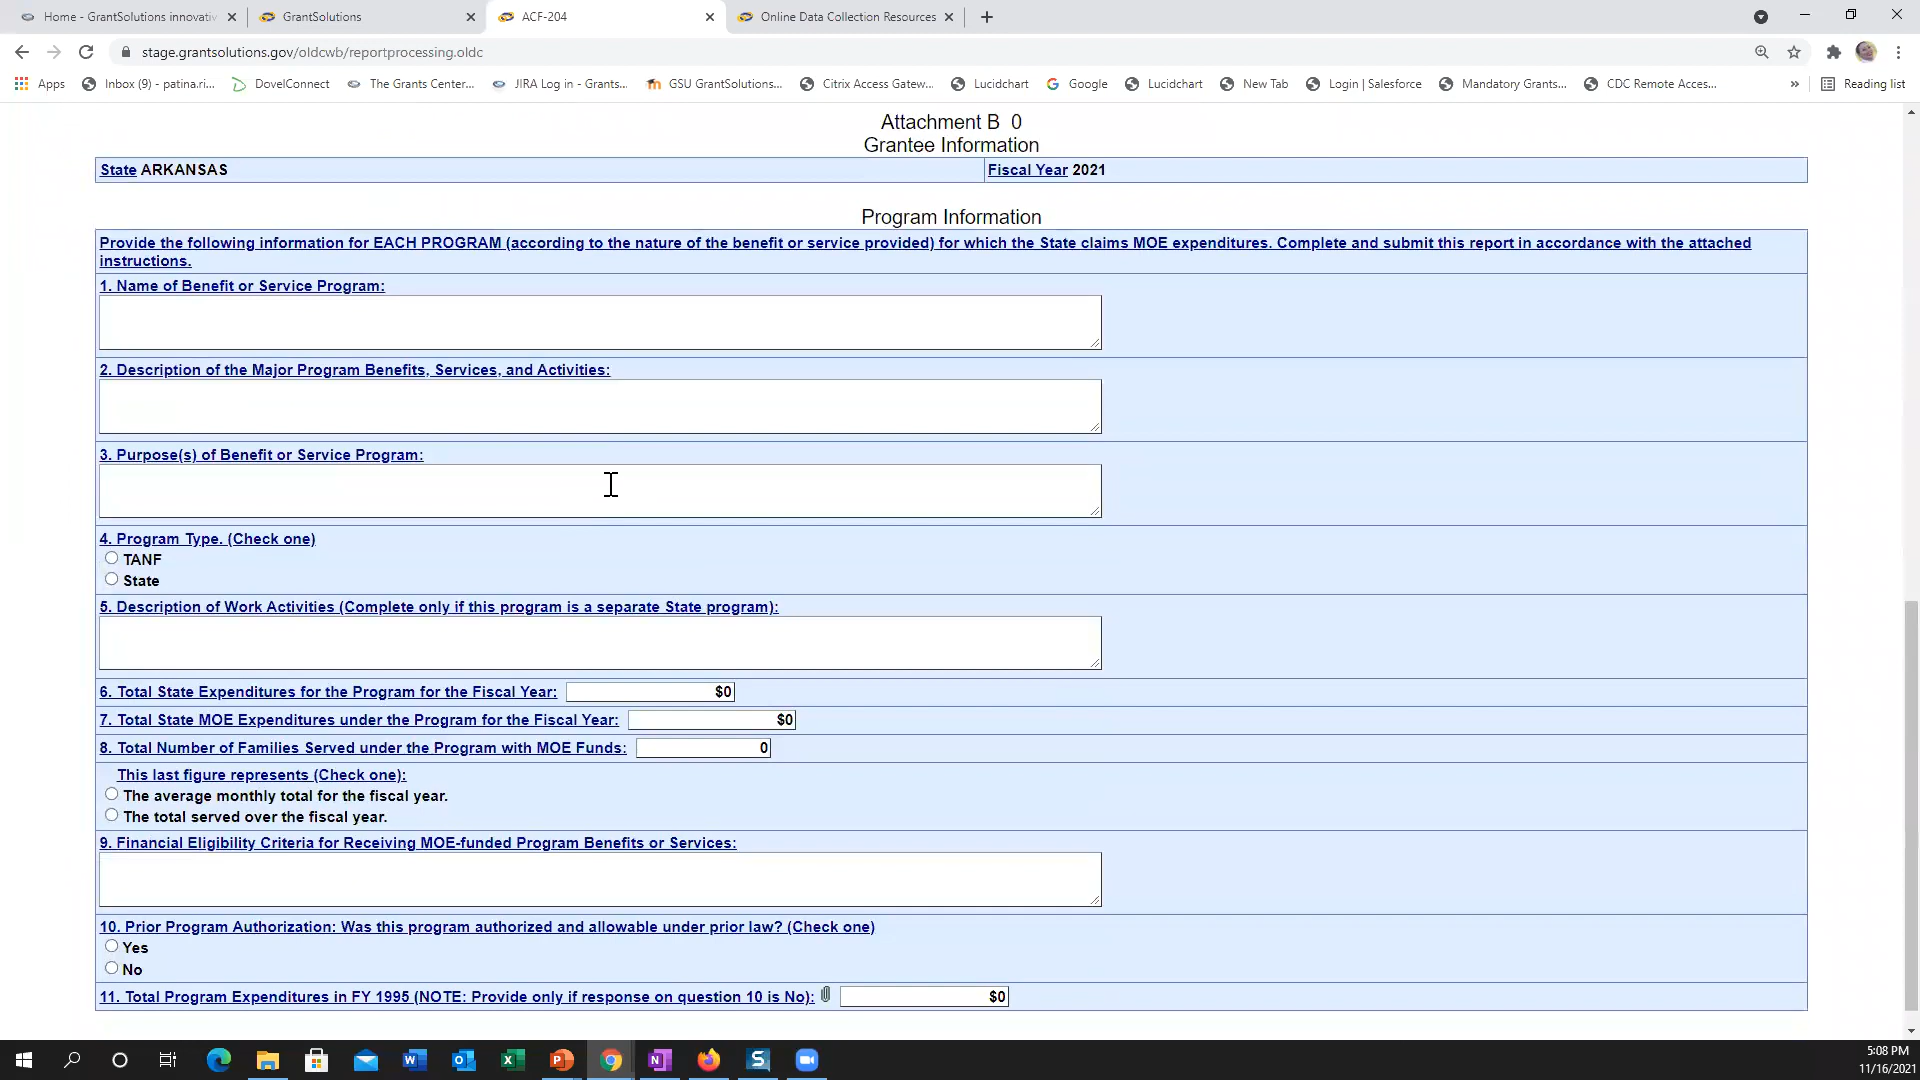 Home - GrantSolutions innovativ
GrantSolutions
ACF-204
Online Data Collection Resources
stage.grantsolutions.gov/oldcwb/reportprocessing.oldc
Apps
Inbox (9) - patina.ri...
DovelConnect
The Grants Center...
JIRA Log in - Grants...
GSU GrantSolutions...
Citrix Access Gatew...
Lucidchart
Google
Lucidchart
New Tab
Login | Salesforce
Mandatory Grants...
CDC Remote Acces...
»
Reading list
Attachment B 0
Grantee Information
State ARKANSAS
Fiscal Year 2021
Program Information
Provide the following information for EACH PROGRAM (according to the nature of the benefit or service provided) for which the State claims MOE expenditures. Complete and submit this report in accordance with the attached
instructions.
1. Name of Benefit or Service Program:
2. Description of the Major Program Benefits, Services, and Activities:
3. Purpose(s) of Benefit or Service Program:
4. Program Type. (Check one)
TANF
State
5. Description of Work Activities (Complete only if this program is a separate State program):
6. Total State Expenditures for the Program for the Fiscal Year: $0
7. Total State MOE Expenditures under the Program for the Fiscal Year: $0
8. Total Number of Families Served under the Program with MOE Funds: 0
This last figure represents (Check one):
The average monthly total for the fiscal year.
The total served over the fiscal year.
9. Financial Eligibility Criteria for Receiving MOE-funded Program Benefits or Services:
10. Prior Program Authorization: Was this program authorized and allowable under prior law? (Check one)
Yes
No
11. Total Program Expenditures in FY 1995 (NOTE: Provide only if response on question 10 is No): $0
5:08 PM
11/16/2021